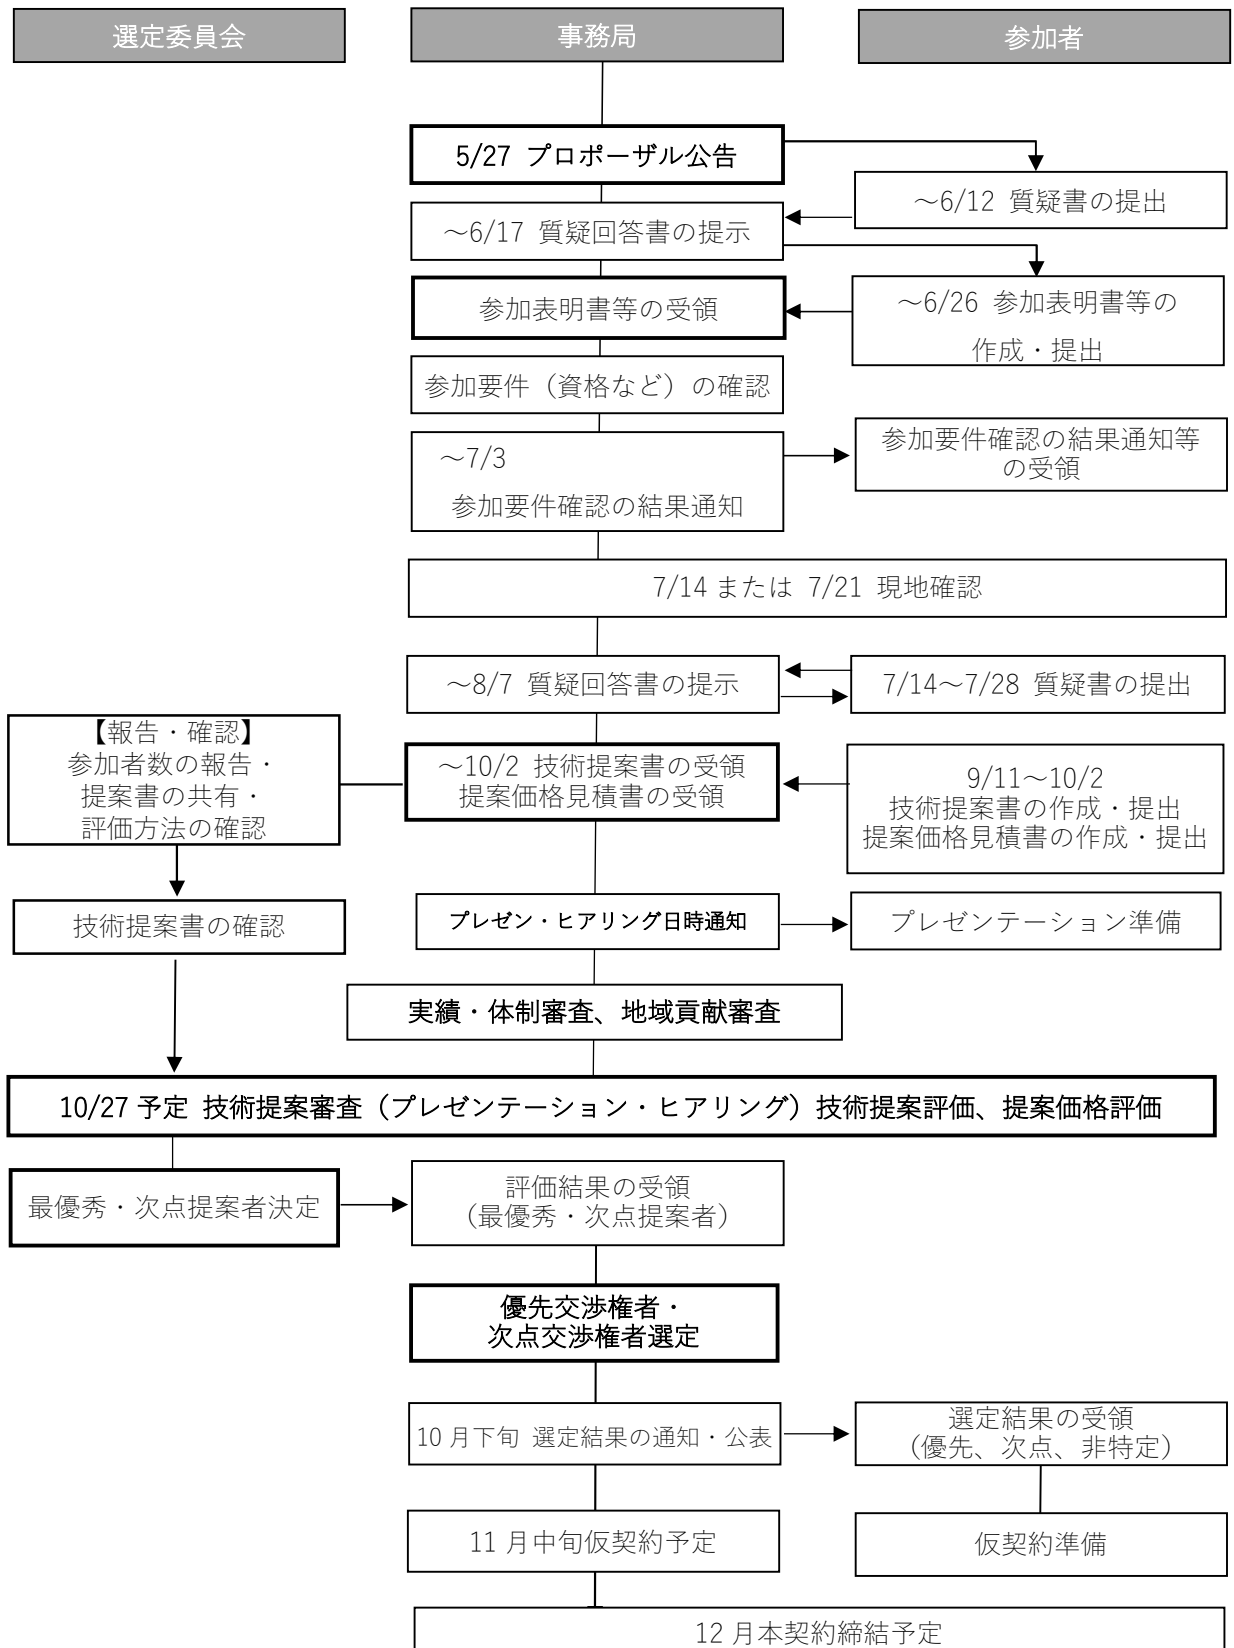 選定委員会
事務局
参加者
5/27 プロポーザル公告
～6/12 質疑書の提出
～6/17 質疑回答書の提示
参加表明書等の受領
～6/26 参加表明書等の
作成・提出
参加要件（資格など）の確認
～7/3
参加要件確認の結果通知
参加要件確認の結果通知等
の受領
7/14 または 7/21 現地確認
～8/7 質疑回答書の提示
7/14～7/28 質疑書の提出
【報告・確認】
参加者数の報告・
提案書の共有・
評価方法の確認
～10/2 技術提案書の受領
提案価格見積書の受領
9/11～10/2
技術提案書の作成・提出
提案価格見積書の作成・提出
技術提案書の確認
プレゼン・ヒアリング日時通知
プレゼンテーション準備
実績・体制審査、地域貢献審査
10/27 予定 技術提案審査（プレゼンテーション・ヒアリング）技術提案評価、提案価格評価
最優秀・次点提案者決定
評価結果の受領
（最優秀・次点提案者）
優先交渉権者・
次点交渉権者選定
10 月下旬 選定結果の通知・公表
選定結果の受領
（優先、次点、非特定）
11 月中旬仮契約予定
仮契約準備
12 月本契約締結予定